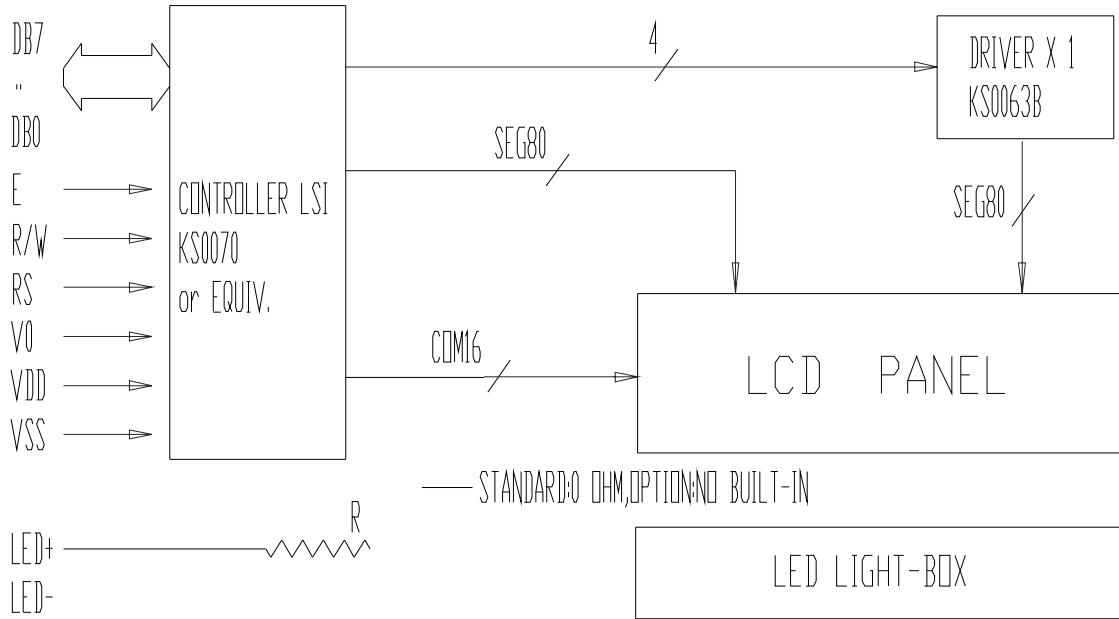 DB7
..
DB0
E
R/W
RS
V0
VDD
VSS
CONTROLLER LSI
KS0070
or EQUIV.
4
DRIVER X 1
KS0063B
SEG80
SEG80
COM16
LCD PANEL
STANDARD:0 OHM,OPTION:NO BUILT-IN
R
LED+
LED-
LED LIGHT-BOX